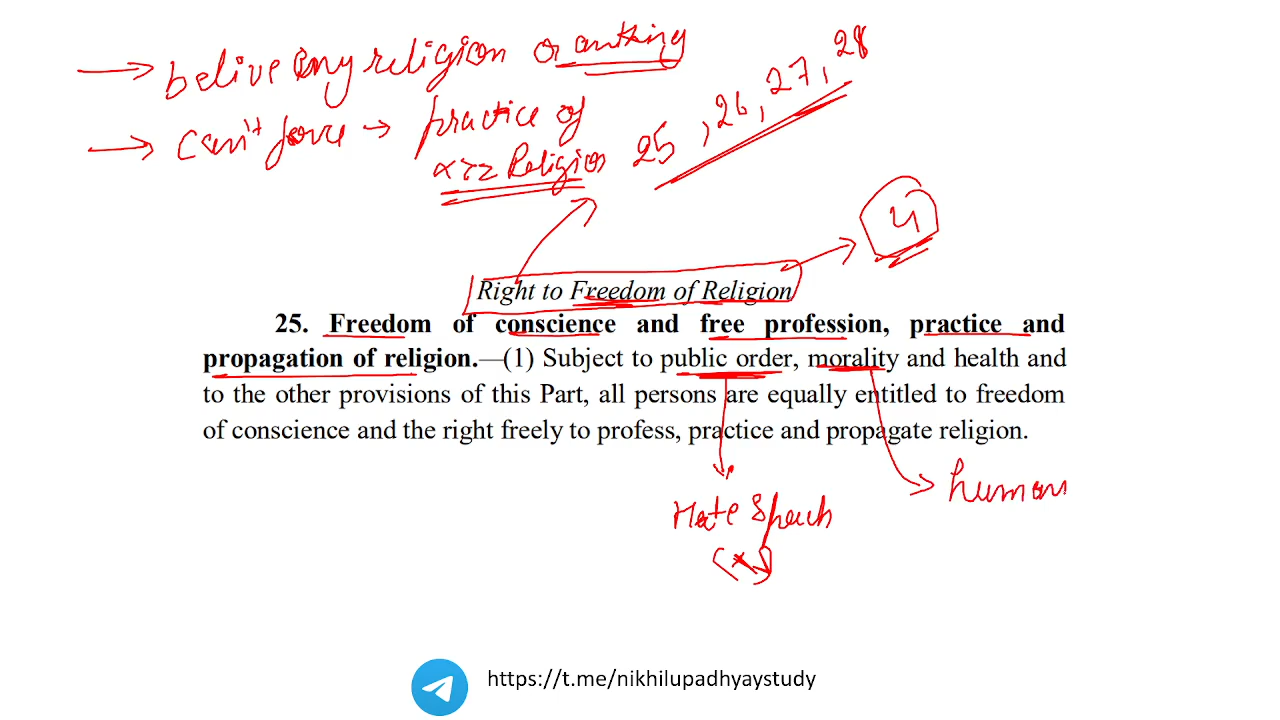 → belive any religion or anthing
→ can't force → practice of
xyz Religion
25, 26, 27, 28
4
Right to Freedom of Religion
25. Freedom of conscience and free profession, practice and
propagation of religion.—(1) Subject to public order, morality and health and
to the other provisions of this Part, all persons are equally entitled to freedom
of conscience and the right freely to profess, practice and propagate religion.
Hate Speech
(x)
human
https://t.me/nikhilupadhyaystudy